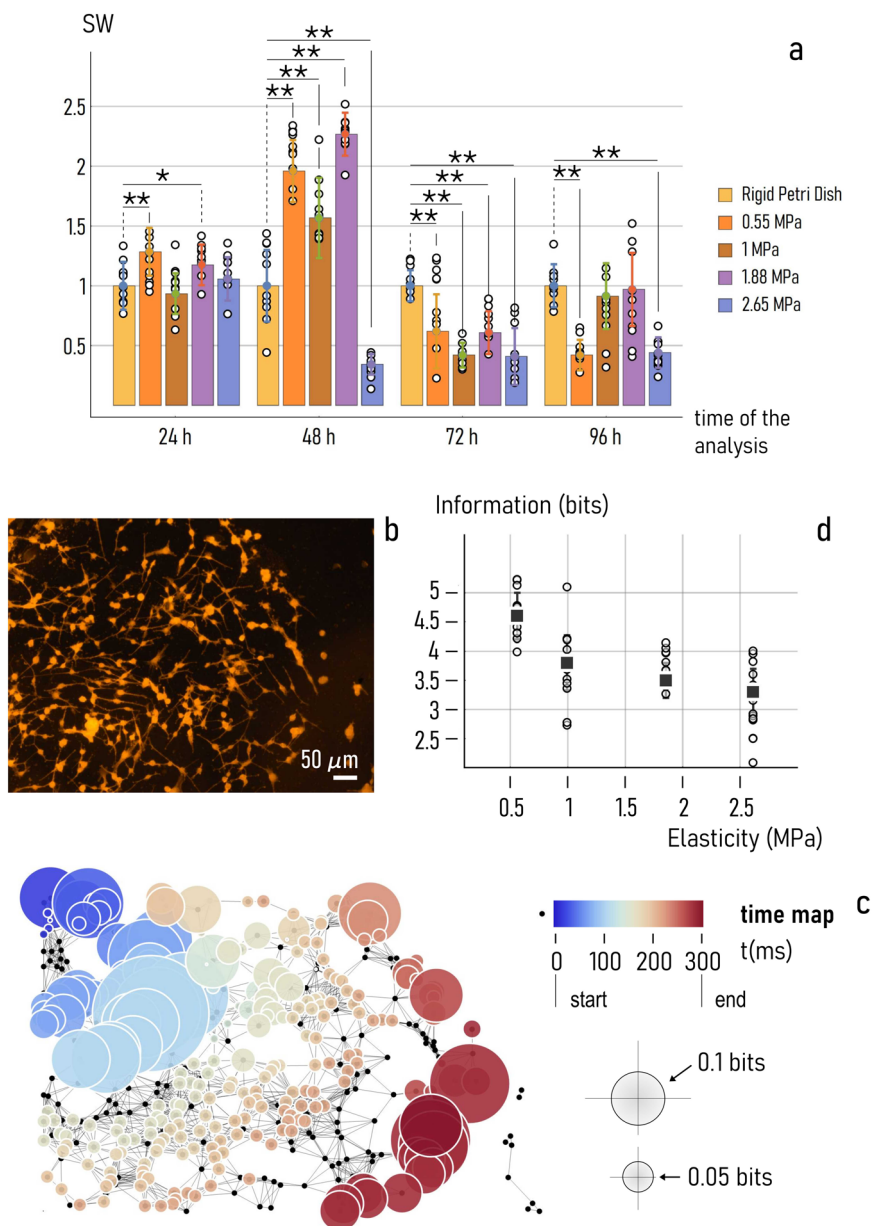 SW
a
** * ** ** ** ** ** ** ** ** ** **
2.5
2
1.5
1
0.5
Rigid Petri Dish
0.55 MPa
1 MPa
1.88 MPa
2.65 MPa
24 h 48 h 72 h 96 h
time of the
analysis
b
50 μm
Information (bits)
d
5
4.5
4
3.5
3
2.5
0.5 1 1.5 2 2.5
Elasticity (MPa)
time map
c
t(ms)
0 100 200 300
start end
0.1 bits
0.05 bits